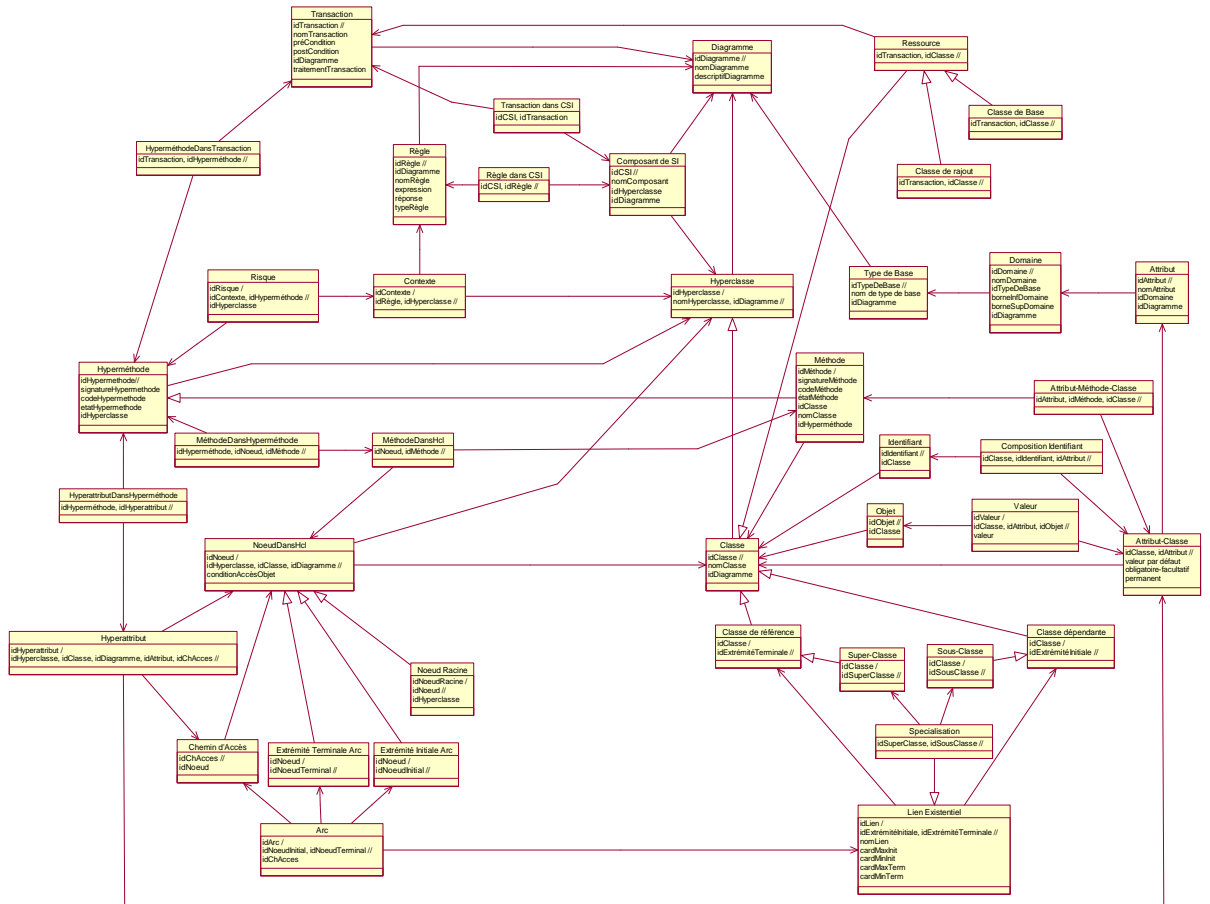 Transaction
idTransaction //
nomTransaction
préCondition
postCondition
idDiagramme
traitementTransaction
Diagramme
idDiagramme //
nomDiagramme
descriptifDiagramme
Ressource
idTransaction, idClasse //
Transaction dans CSI
idCSI, idTransaction
Classe de Base
idTransaction, idClasse //
HyperméthodeDansTransaction
idTransaction, idHyperméthode //
Règle
idRègle //
idDiagramme
nomRègle
expression
réponse
typeRègle
Règle dans CSI
idCSI, idRègle //
Composant de SI
idCSI //
nomComposant
idHyperclasse
idDiagramme
Classe de rajout
idTransaction, idClasse //
Risque
idRisque /
idContexte, idHyperméthode //
idHyperclasse
Contexte
idContexte /
idRègle, idHyperclasse //
Hyperclasse
idHyperclasse /
nomHyperclasse, idDiagramme //
Type de Base
idTypeDeBase //
nom de type de base
idDiagramme
Domaine
idDomaine //
nomDomaine
idTypeDeBase
borneInfDomaine
borneSupDomaine
idDiagramme
Attribut
idAttribut //
nomAttribut
idDomaine
idDiagramme
Hyperméthode
idHypermethode//
signatureHypermethode
codeHypermethode
etatHypermethode
idHyperclasse
Méthode
idMéthode /
signatureMéthode
codeMéthode
étatMéthode
idClasse
nomClasse
idHyperméthode
Attribut-Méthode-Classe
idAttribut, idMéthode, idClasse //
MéthodeDansHyperméthode
idHyperméthode, idNoeud, idMéthode //
MéthodeDansHcl
idNoeud, idMéthode //
Identifiant
idIdentifiant //
idClasse
Composition Identifiant
idClasse, idIdentifiant, idAttribut //
HyperattributDansHyperméthode
idHyperméthode, idHyperattribut //
Objet
idObjet //
idClasse
Valeur
idValeur /
idClasse, idAttribut, idObjet //
valeur
NoeudDansHcl
idNoeud /
idHyperclasse, idClasse, idDiagramme //
conditionAccèsObjet
Classe
idClasse //
nomClasse
idDiagramme
Attribut-Classe
idClasse, idAttribut //
valeur par défaut
obligatoire-facultatif
permanent
Hyperattribut
idHyperattribut /
idHyperclasse, idClasse, idDiagramme, idAttribut, idChAcces //
Classe de référence
idClasse /
idExtrémitéTerminale //
Super-Classe
idClasse /
idSuperClasse //
Sous-Classe
idClasse /
idSousClasse //
Classe dépendante
idClasse /
idExtrémitéInitiale //
Noeud Racine
idNoeudRacine /
idNoeud //
idHyperclasse
Specialisation
idSuperClasse, idSousClasse //
Chemin d'Accès
idChAcces //
idNoeud
Extrémité Terminale Arc
idNoeud /
idNoeudTerminal //
Extrémité Initiale Arc
idNoeud /
idNoeudInitial //
Arc
idArc /
idNoeudInitial, idNoeudTerminal //
idChAcces
Lien Existentiel
idLien /
idExtrémitéInitiale, idExtrémitéTerminale //
nomLien
cardMaxInit
cardMinInit
cardMaxTerm
cardMinTerm